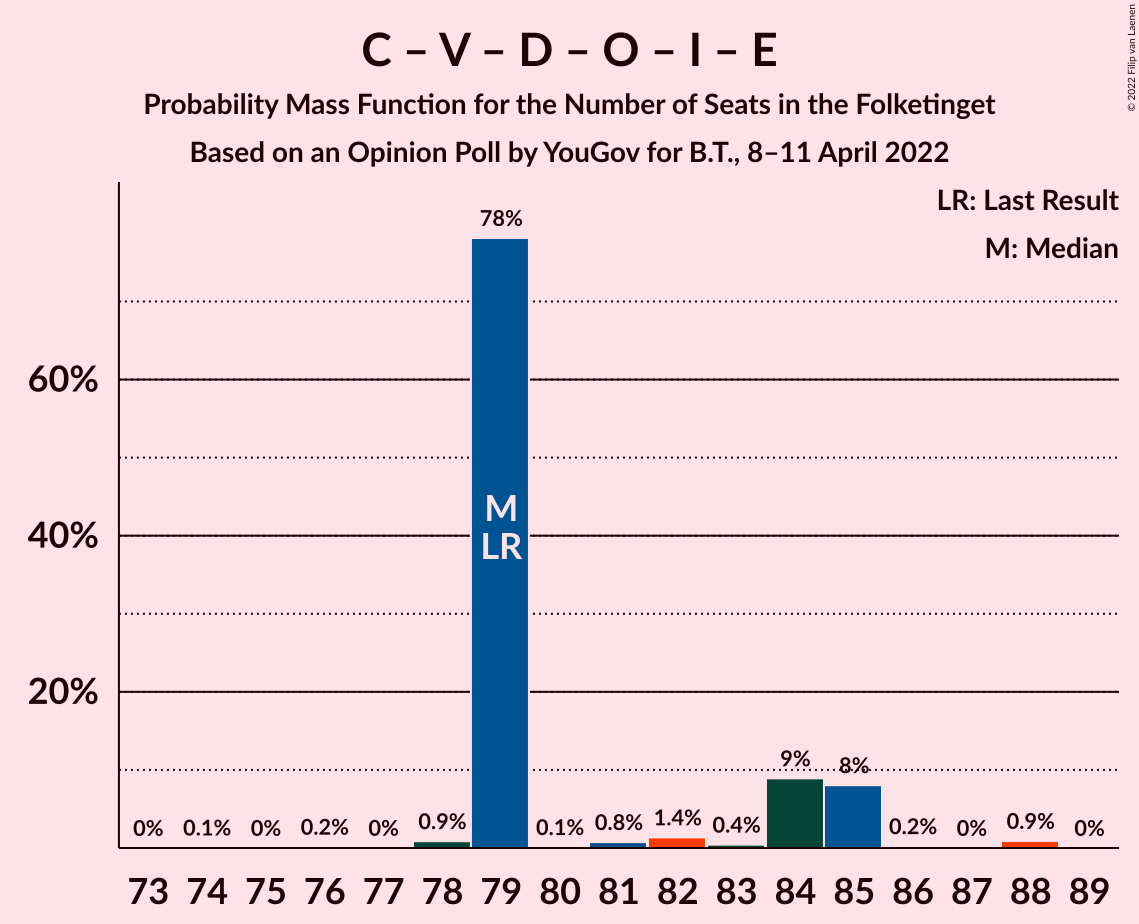 C – V – D – O – I – E
Probability Mass Function for the Number of Seats in the Folketinget
Based on an Opinion Poll by YouGov for B.T., 8–11 April 2022
© 2022 Filip van Laenen
LR: Last Result
M: Median
60%
40%
20%
0% 0.1% 0% 0.2% 0% 0.9% 78% 0.1% 0.8% 1.4% 0.4% 9% 8% 0.2% 0% 0.9% 0%
M
LR
73 74 75 76 77 78 79 80 81 82 83 84 85 86 87 88 89